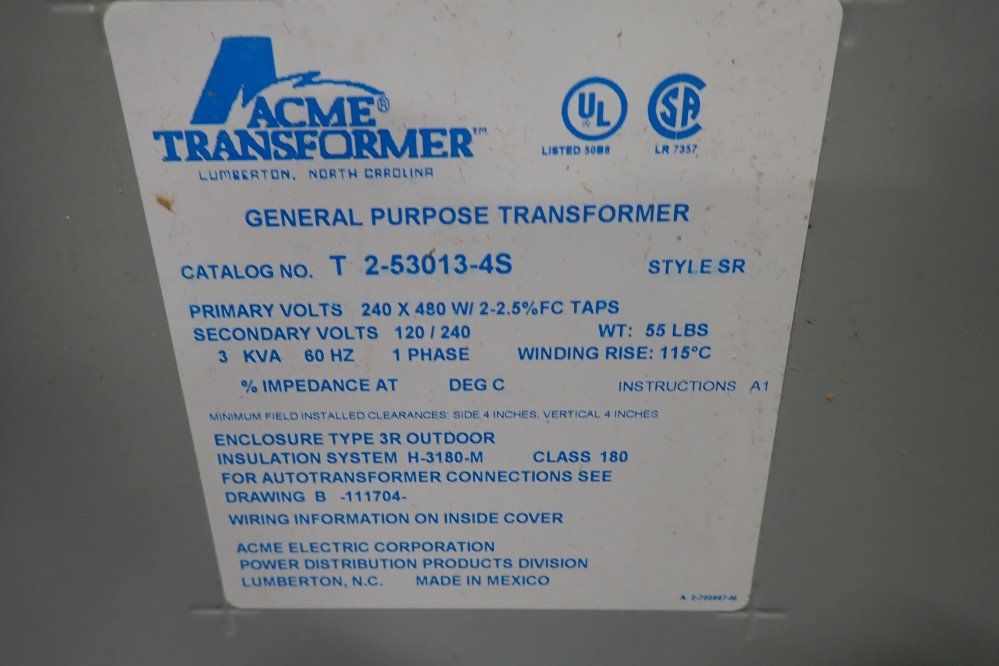 ACME®
TRANSFORMER™
LUMBERTON, NORTH CAROLINA
UL
LISTED 50B8
SA
LR 7357
GENERAL PURPOSE TRANSFORMER
CATALOG NO. T 2-53013-4S STYLE SR
PRIMARY VOLTS 240 X 480 W/ 2-2.5%FC TAPS
SECONDARY VOLTS 120 / 240 WT: 55 LBS
3 KVA 60 HZ 1 PHASE WINDING RISE: 115°C
% IMPEDANCE AT DEG C INSTRUCTIONS A1
MINIMUM FIELD INSTALLED CLEARANCES: SIDE 4 INCHES, VERTICAL 4 INCHES
ENCLOSURE TYPE 3R OUTDOOR
INSULATION SYSTEM H-3180-M CLASS 180
FOR AUTOTRANSFORMER CONNECTIONS SEE
DRAWING B -111704-
WIRING INFORMATION ON INSIDE COVER
ACME ELECTRIC CORPORATION
POWER DISTRIBUTION PRODUCTS DIVISION
LUMBERTON, N.C. MADE IN MEXICO